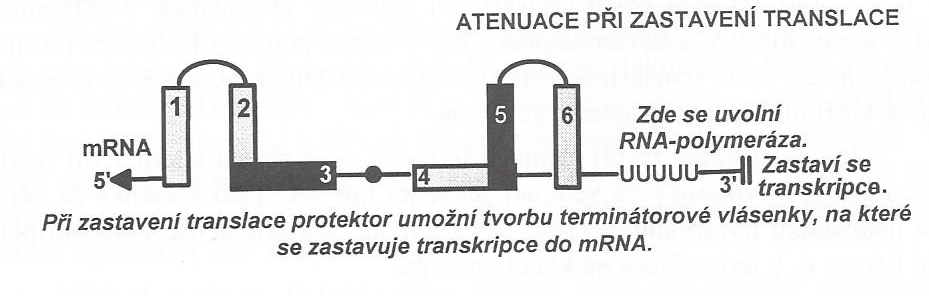 ATENUACE PŘI ZASTAVENÍ TRANSLACE
1
2
5
6
Zde se uvolní
RNA-polymeráza.
mRNA
5'
3
4
UUUUU
3'
Zastaví se
transkripce.
Při zastavení translace protektor umožní tvorbu terminátorové vlásenky, na které
se zastavuje transkripce do mRNA.